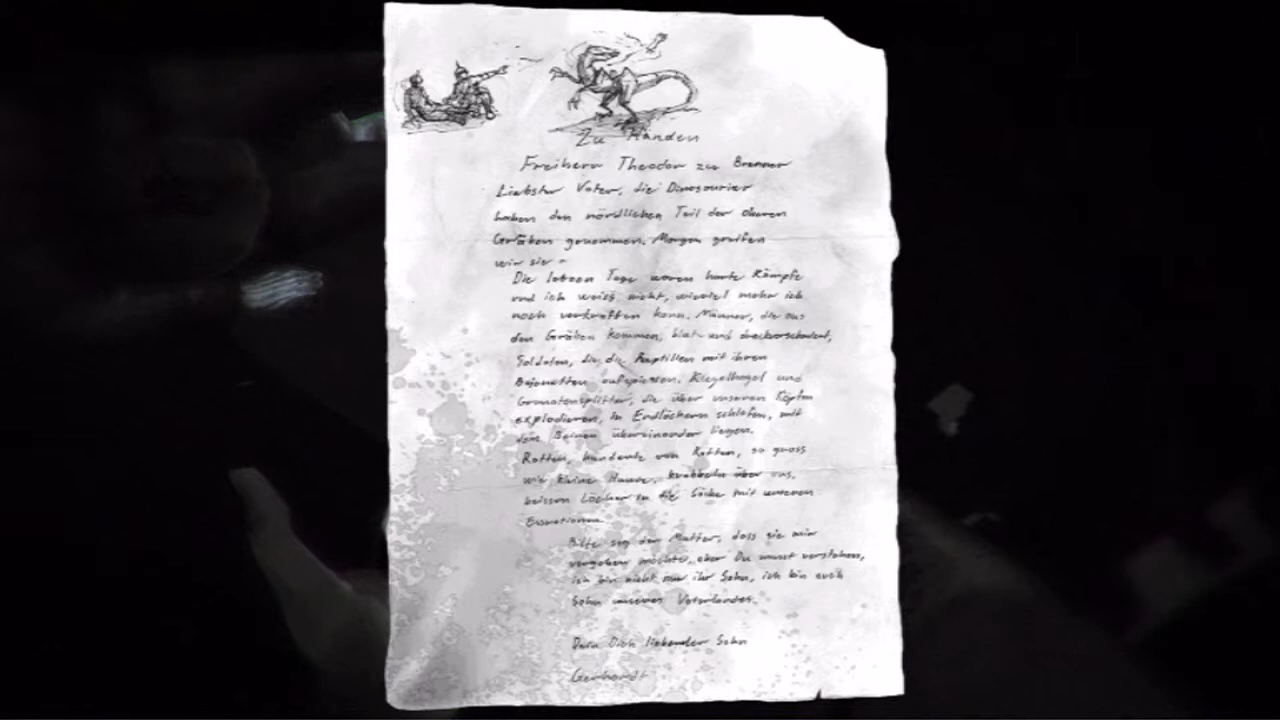 Zu Händen
Freiherr Theodor zu Brenner
Liebster Vater, die Dinosaurier
haben den nördlichen Teil der oberen
Gräben genommen. Morgen greifen
wir sie an
Die letzen Tage waren harte Kämpfe
und ich weiss nicht, wieviel mehr ich
noch verkraften kann. Männer, die aus
den Gräben kommen, blut und dreckverschmiert,
Soldaten, die die Reptilien mit ihren
Bajonetten aufspiessen. Kugelhagel und
Granatensplitter, die über unseren Köpfen
explodieren, in Erdlöchern schlafen, mit
den Beinen übereinander liegen.
Ratten, hunderte von Ratten, so gross
wie kleine Hunde, krabbeln über uns,
beissen Löcher in die Säcke mit unseren
Essrationen.
Bitte sag der Mutter, dass sie mir
vergeben möchte, aber Du musst verstehen,
ich bin nicht nur ihr Sohn, ich bin auch
Sohn unseres Vaterlandes.
Dein Dich liebender Sohn
Gerhardt